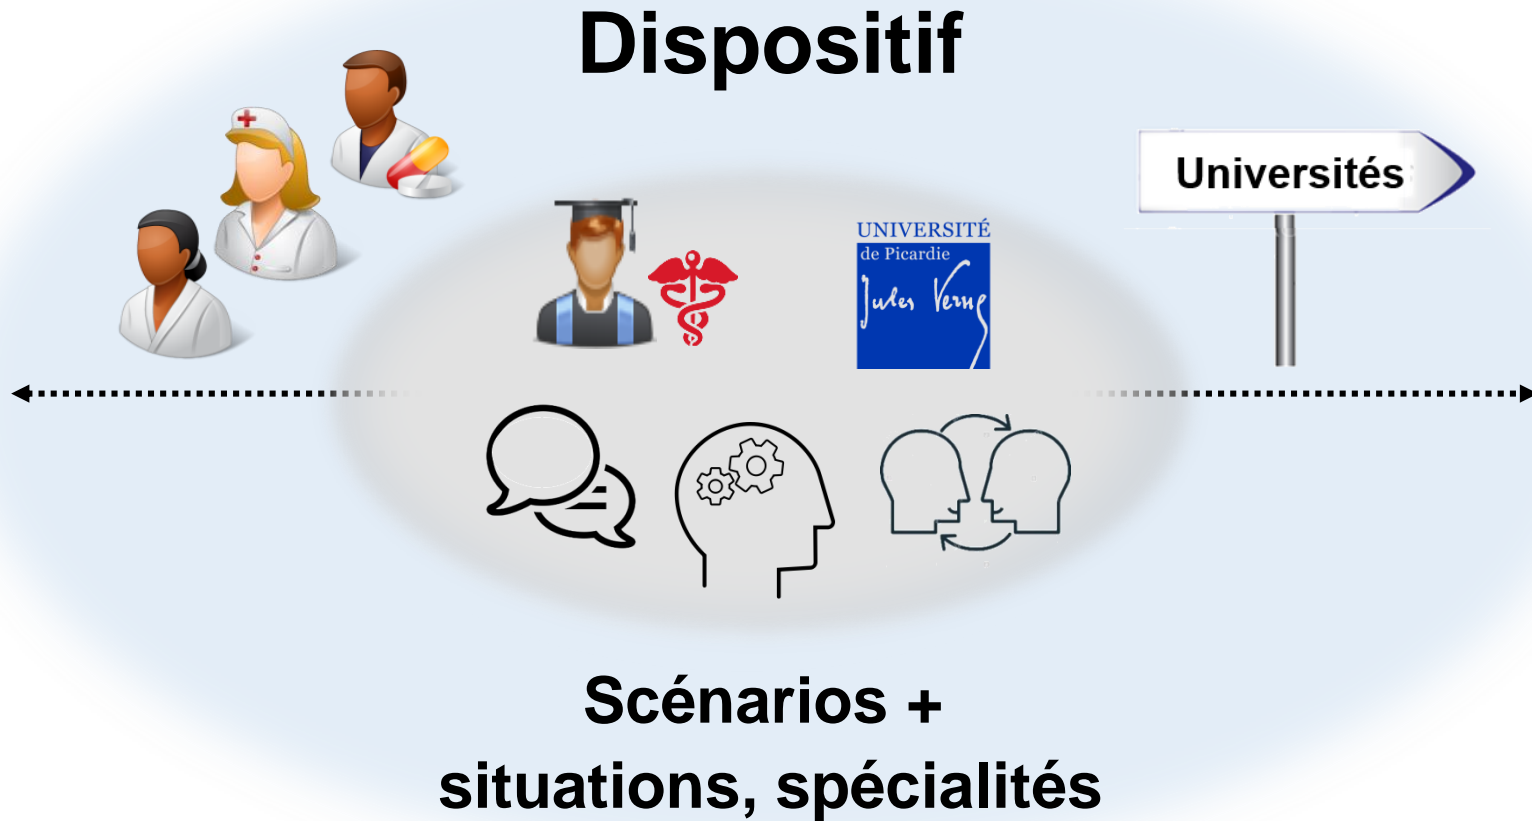 Dispositif
Universités
UNIVERSITÉ
de Picardie
Jules Verne
Scénarios +
situations, spécialités